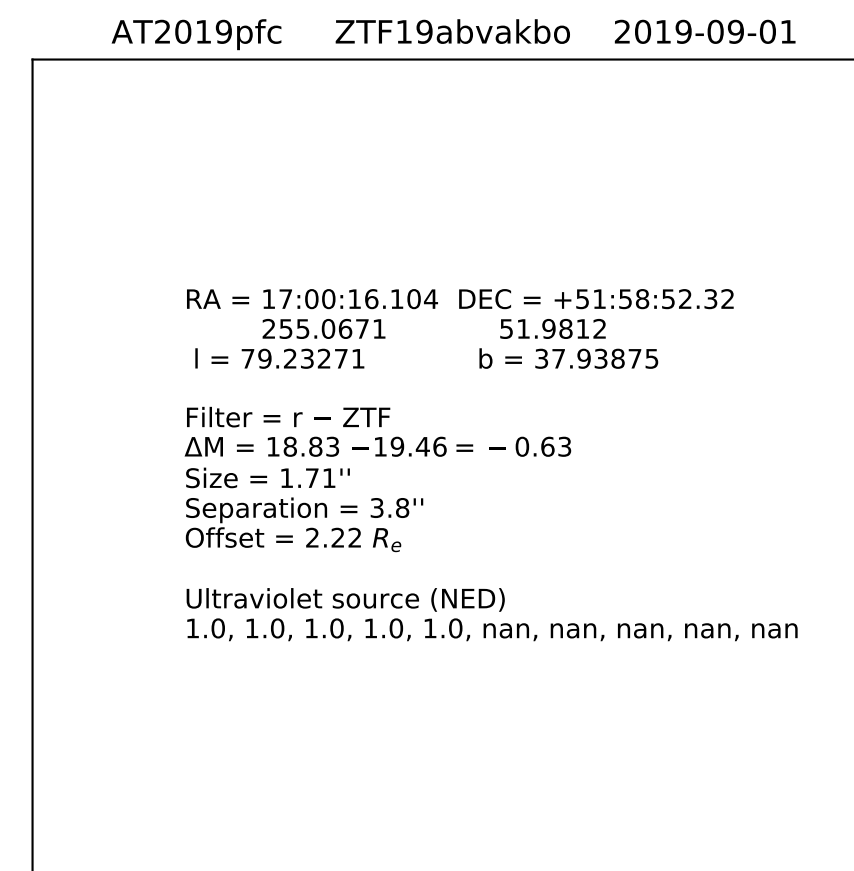 AT2019pfc ZTF19abvakbo 2019-09-01
RA = 17:00:16.104 DEC = +51:58:52.32
255.0671 51.9812
l = 79.23271 b = 37.93875
Filter = r − ZTF
ΔM = 18.83 −19.46 = − 0.63
Size = 1.71''
Separation = 3.8''
Offset = 2.22 Re
Ultraviolet source (NED)
1.0, 1.0, 1.0, 1.0, 1.0, nan, nan, nan, nan, nan